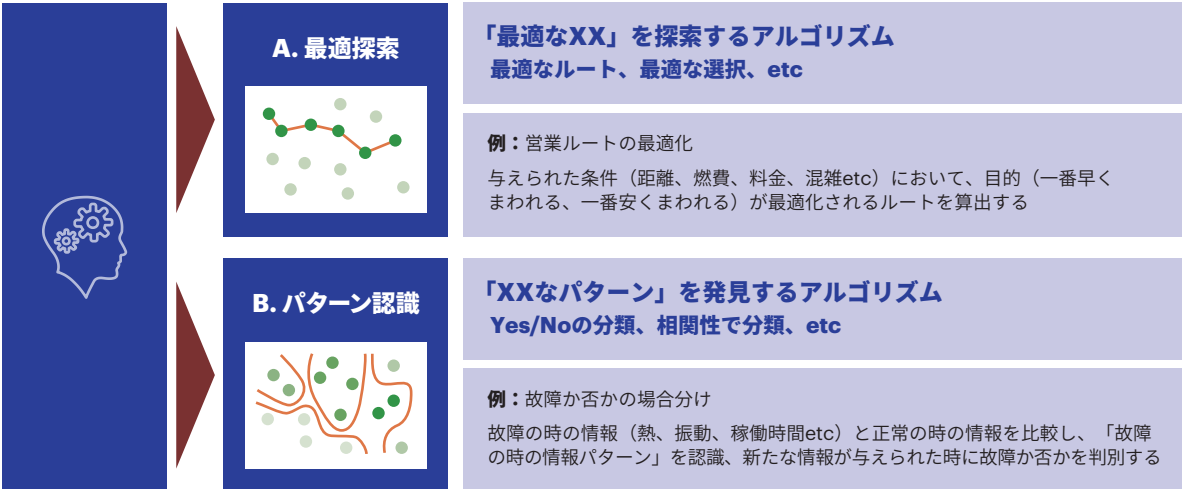 A. 最適探索
「最適なXX」を探索するアルゴリズム
最適なルート、最適な選択、etc
例：営業ルートの最適化
与えられた条件（距離、燃費、料金、混雑etc）において、目的（一番早く
まわれる、一番安くまわれる）が最適化されるルートを算出する
B. パターン認識
「XXなパターン」を発見するアルゴリズム
Yes/Noの分類、相関性で分類、etc
例：故障か否かの場合分け
故障の時の情報（熱、振動、稼働時間etc）と正常の時の情報を比較し、「故障
の時の情報パターン」を認識、新たな情報が与えられた時に故障か否かを判別する